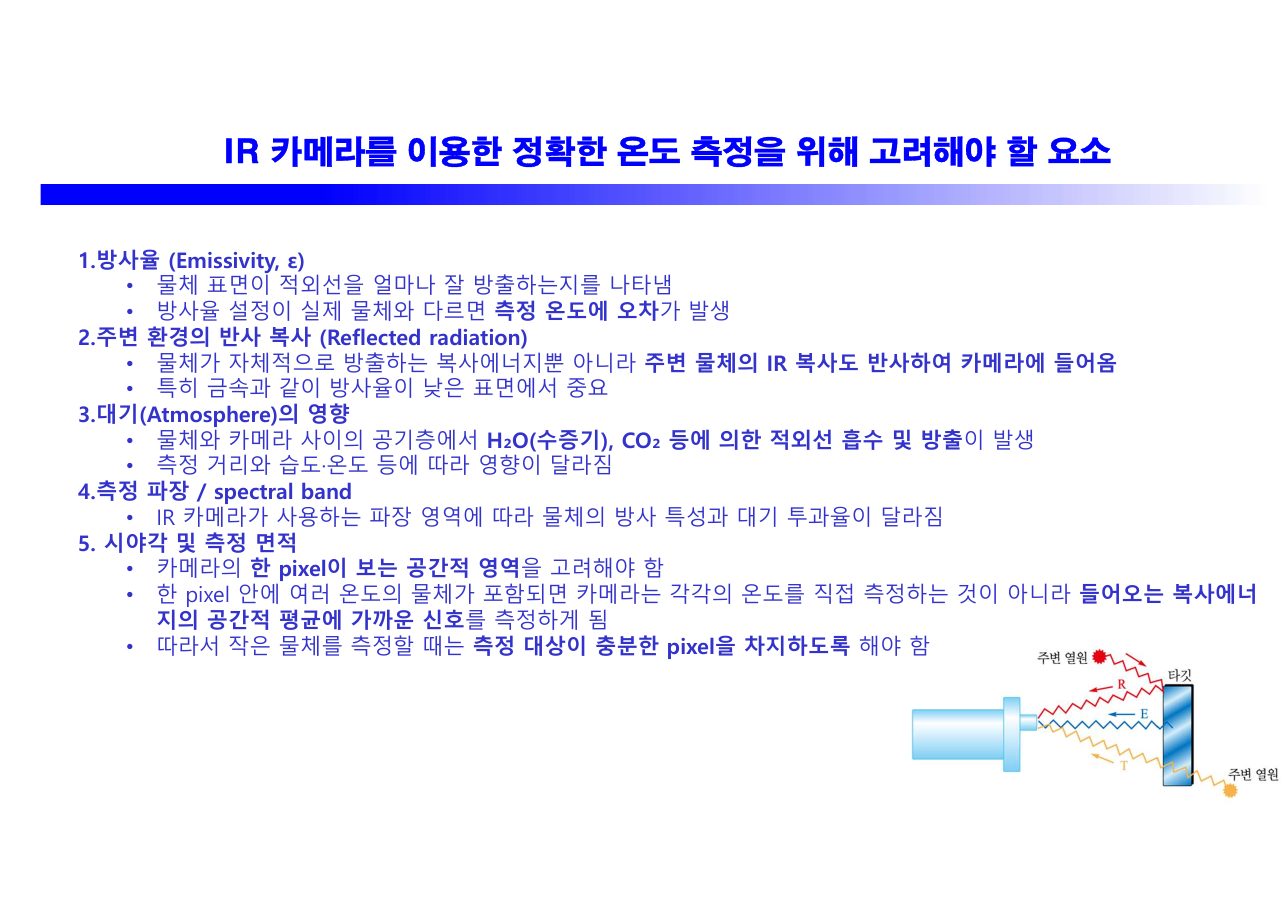 IR 카메라를 이용한 정확한 온도 측정을 위해 고려해야 할 요소
1.방사율 (Emissivity, ε)
• 물체 표면이 적외선을 얼마나 잘 방출하는지를 나타냄
• 방사율 설정이 실제 물체와 다르면 측정 온도에 오차가 발생
2.주변 환경의 반사 복사 (Reflected radiation)
• 물체가 자체적으로 방출하는 복사에너지뿐 아니라 주변 물체의 IR 복사도 반사하여 카메라에 들어옴
• 특히 금속과 같이 방사율이 낮은 표면에서 중요
3.대기(Atmosphere)의 영향
• 물체와 카메라 사이의 공기층에서 H₂O(수증기), CO₂ 등에 의한 적외선 흡수 및 방출이 발생
• 측정 거리와 습도·온도 등에 따라 영향이 달라짐
4.측정 파장 / spectral band
• IR 카메라가 사용하는 파장 영역에 따라 물체의 방사 특성과 대기 투과율이 달라짐
5. 시야각 및 측정 면적
• 카메라의 한 pixel이 보는 공간적 영역을 고려해야 함
• 한 pixel 안에 여러 온도의 물체가 포함되면 카메라는 각각의 온도를 직접 측정하는 것이 아니라 들어오는 복사에너
지의 공간적 평균에 가까운 신호를 측정하게 됨
• 따라서 작은 물체를 측정할 때는 측정 대상이 충분한 pixel을 차지하도록 해야 함
주변 열원
타깃
R
E
T
주변 열원